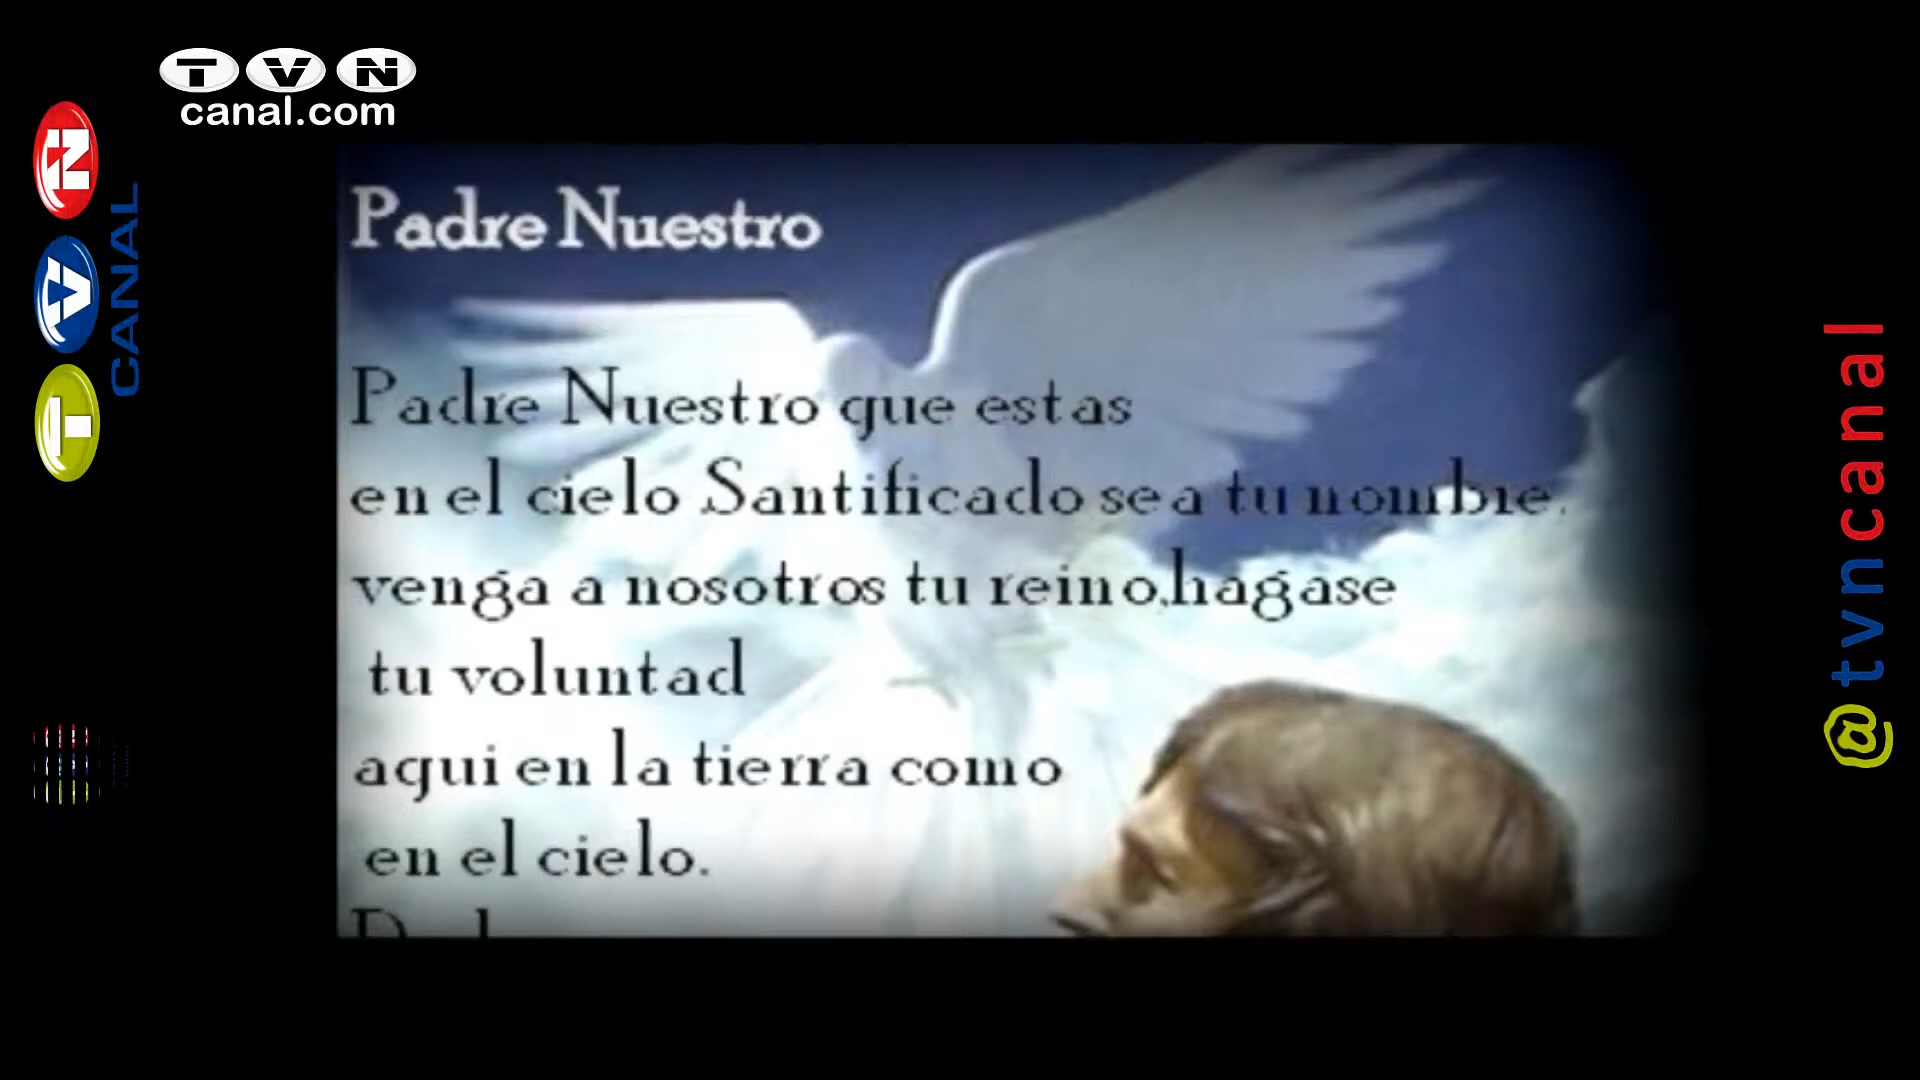 TVN
canal.com
TVN
CANAL
Padre Nuestro
Padre Nuestro que estas
en el cielo Santificado sea tu nombre,
venga a nosotros tu reino,hagase
tu voluntad
aqui en la tierra como
en el cielo.
@tvncanal